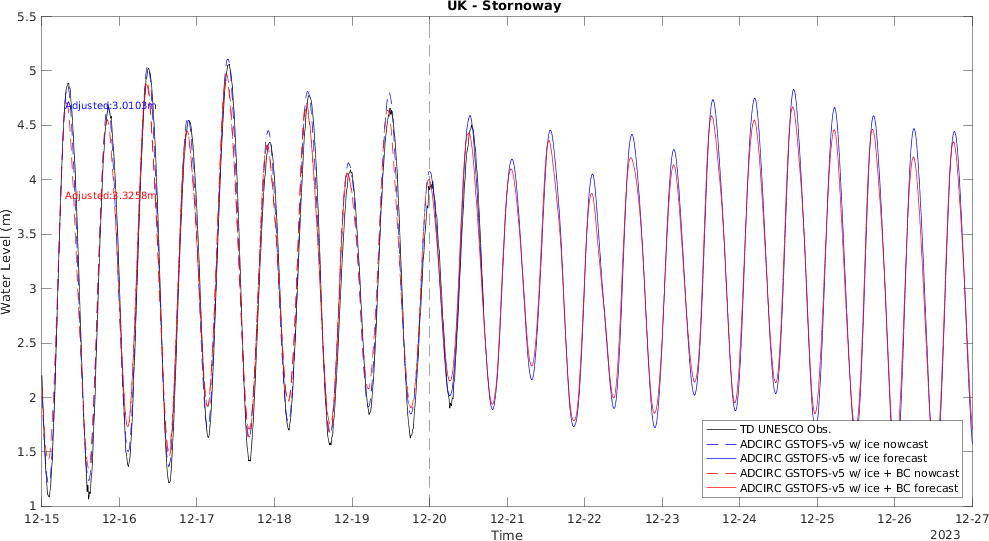 UK - Stornoway
5.5
5
4.5
4
3.5
3
2.5
2
1.5
1
Water Level (m)
Adjusted:3.0103m
Adjusted:3.3258m
TD UNESCO Obs.
ADCIRC GSTOFS-v5 w/ ice nowcast
ADCIRC GSTOFS-v5 w/ ice forecast
ADCIRC GSTOFS-v5 w/ ice + BC nowcast
ADCIRC GSTOFS-v5 w/ ice + BC forecast
12-15 12-16 12-17 12-18 12-19 12-20 12-21 12-22 12-23 12-24 12-25 12-26 12-27
Time
2023